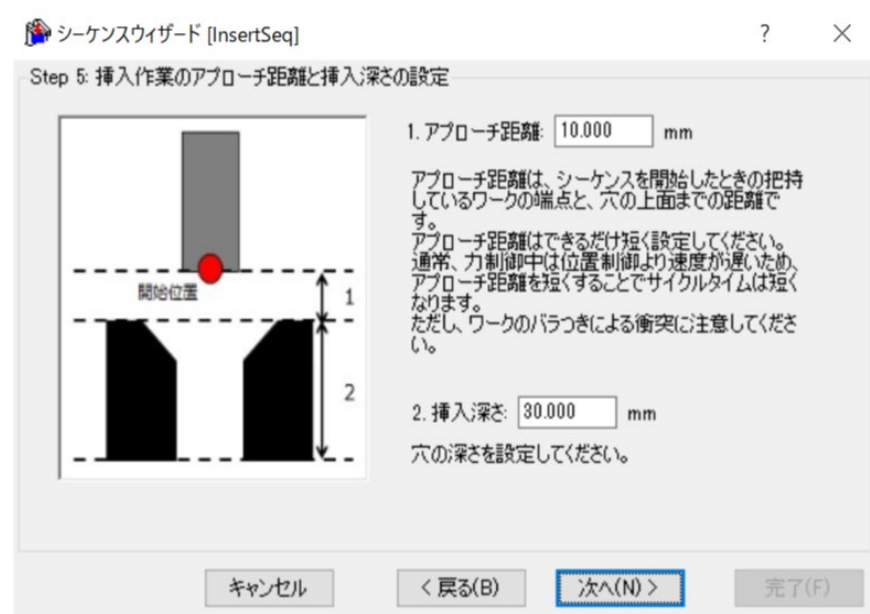 シーケンスウィザード [InsertSeq]
Step 5: 挿入作業のアプローチ距離と挿入深さの設定
1. アプローチ距離: 10.000 mm
アプローチ距離は、シーケンスを開始したときの把持
しているワークの端点と、穴の上面までの距離で
す。
アプローチ距離はできるだけ短く設定してください。
通常、力制御中は位置制御より速度が遅いため、
アプローチ距離を短くすることでサイクルタイムは短く
なります。
ただし、ワークのバラつきによる衝突に注意してくださ
い。
開始位置
1
2
2. 挿入深さ: 30.000 mm
穴の深さを設定してください。
キャンセル
< 戻る(B)
次へ(N) >
完了(F)